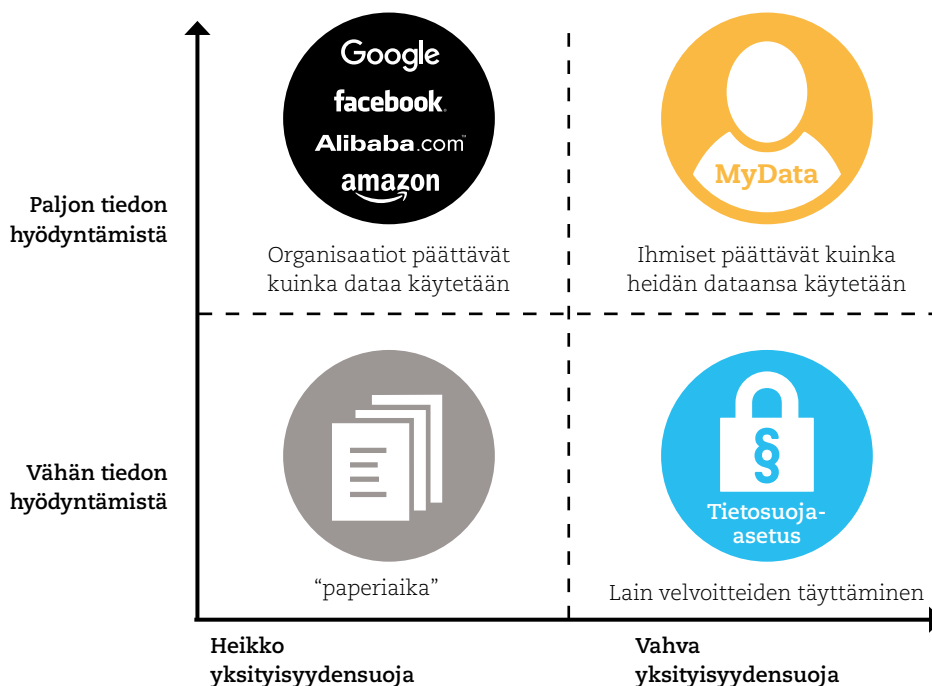 Google
facebook
Alibaba.com™
amazon
MyData
Paljon tiedon
hyödyntämistä
Organisaatiot päättävät
kuinka dataa käytetään
Ihmiset päättävät kuinka
heidän dataansa käytetään
§
Tietosuoja-
asetus
Vähän tiedon
hyödyntämistä
“paperiaika”
Lain velvoitteiden täyttäminen
Heikko
yksityisyydensuoja
Vahva
yksityisyydensuoja